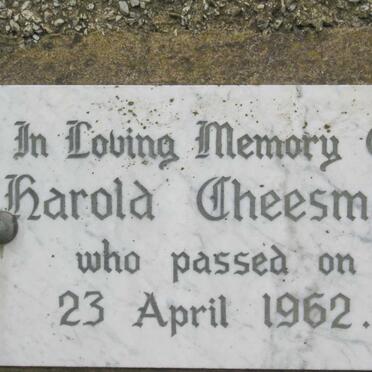 In Loving Memory
Harold Cheesm
who passed on
23 April 1962.